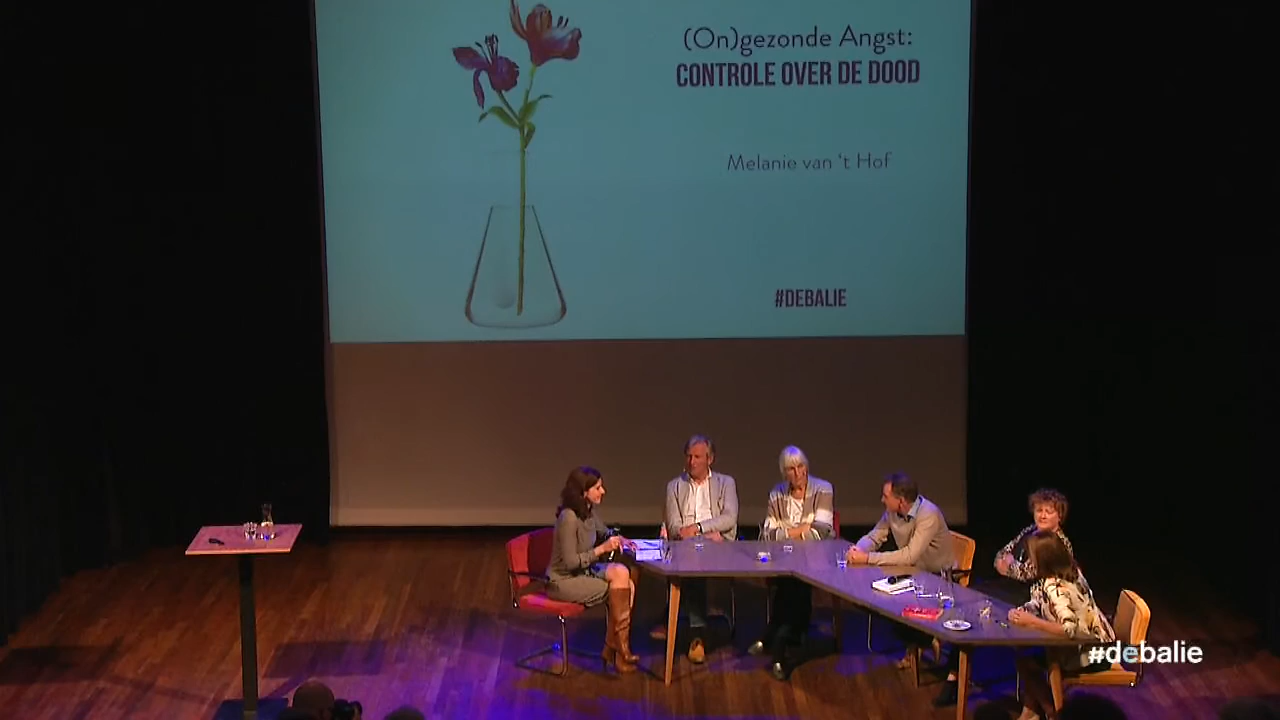 (On)gezonde Angst:
CONTROLE OVER DE DOOD
Melanie van 't Hof
#DEBALIE
#debalie